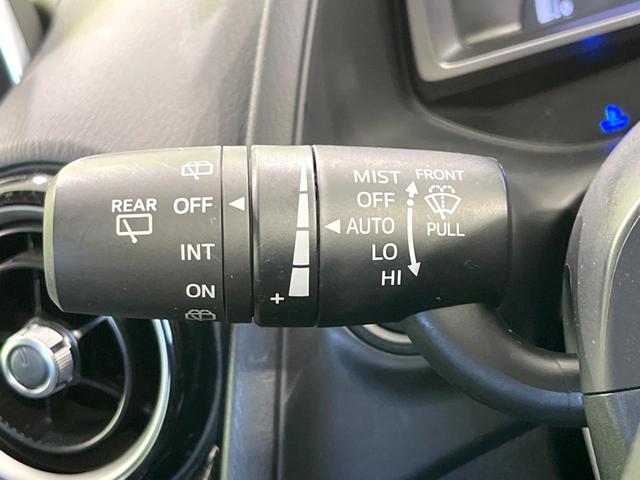 REAR
OFF
INT
ON
+
MIST
OFF
AUTO
LO
HI
FRONT
PULL